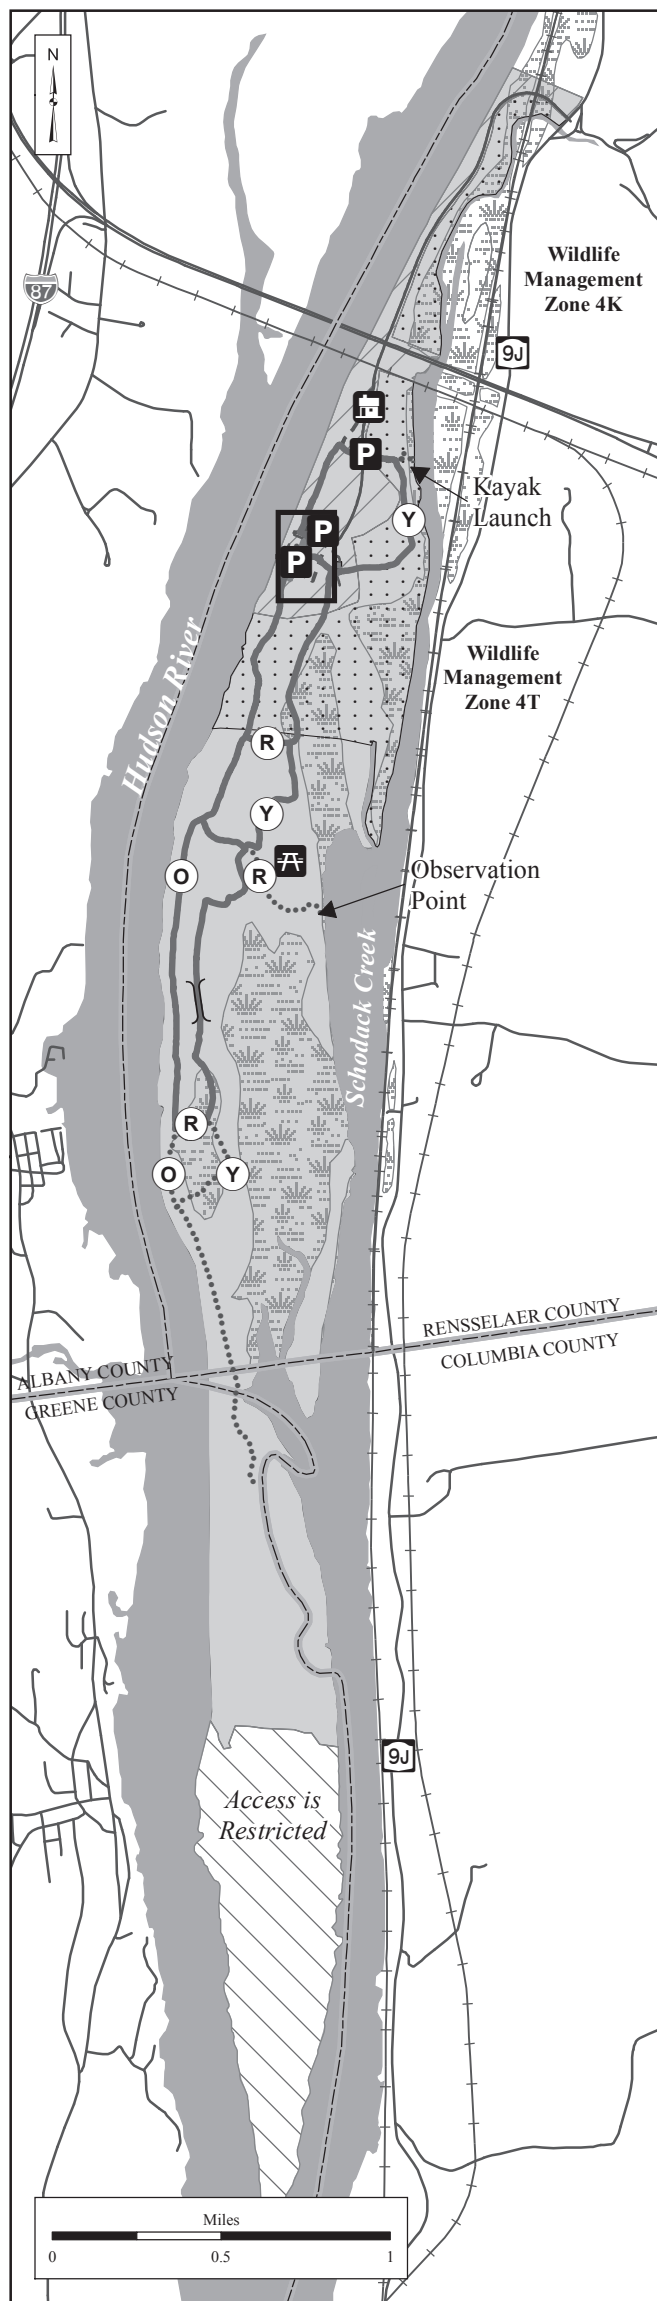 N
87
Wildlife
Management
Zone 4K
9J
P
Kayak
Launch
Y
P
P
Hudson River
Wildlife
Management
Zone 4T
R
Y
O
R
Observation
Point
Schodack Creek
R
O
Y
RENSSELAER COUNTY
COLUMBIA COUNTY
ALBANY COUNTY
GREENE COUNTY
9J
Access is
Restricted
Miles
0 0.5 1